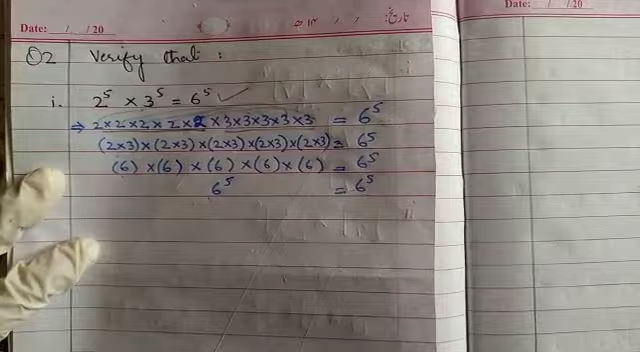 Date: / / 20
تاریخ: / / ۱۴ھ
Date: / / 20
Q2 Verify that :
i. 2⁵ × 3⁵ = 6⁵ ✓
⇒ 2×2×2×2×2×3×3×3×3×3 = 6⁵
(2×3)×(2×3)×(2×3)×(2×3)×(2×3) = 6⁵
(6) ×(6) ×(6) ×(6) ×(6) = 6⁵
6⁵ = 6⁵